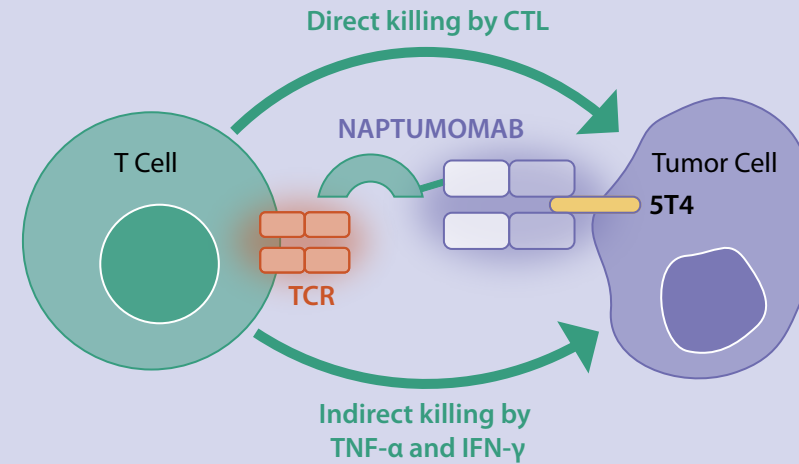 Direct killing by CTL
NAPTUMOMAB
T Cell
Tumor Cell
5T4
TCR
Indirect killing by
TNF-α and IFN-γ